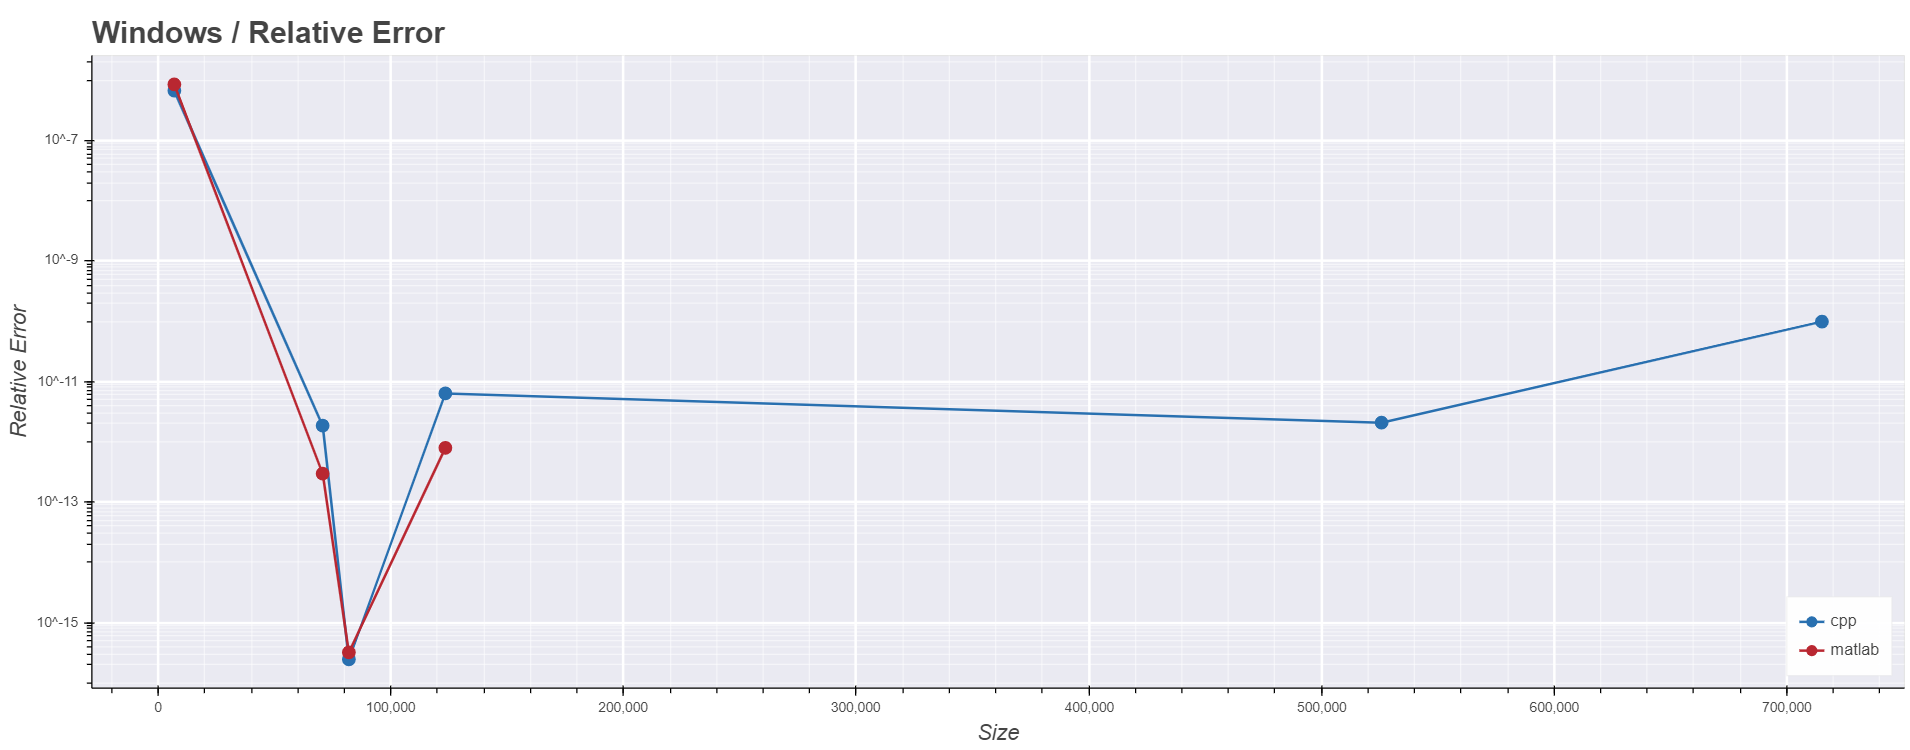 Windows / Relative Error
10^-7
10^-9
10^-11
10^-13
10^-15
Relative Error
0
100,000
200,000
300,000
400,000
500,000
600,000
700,000
Size
cpp
matlab